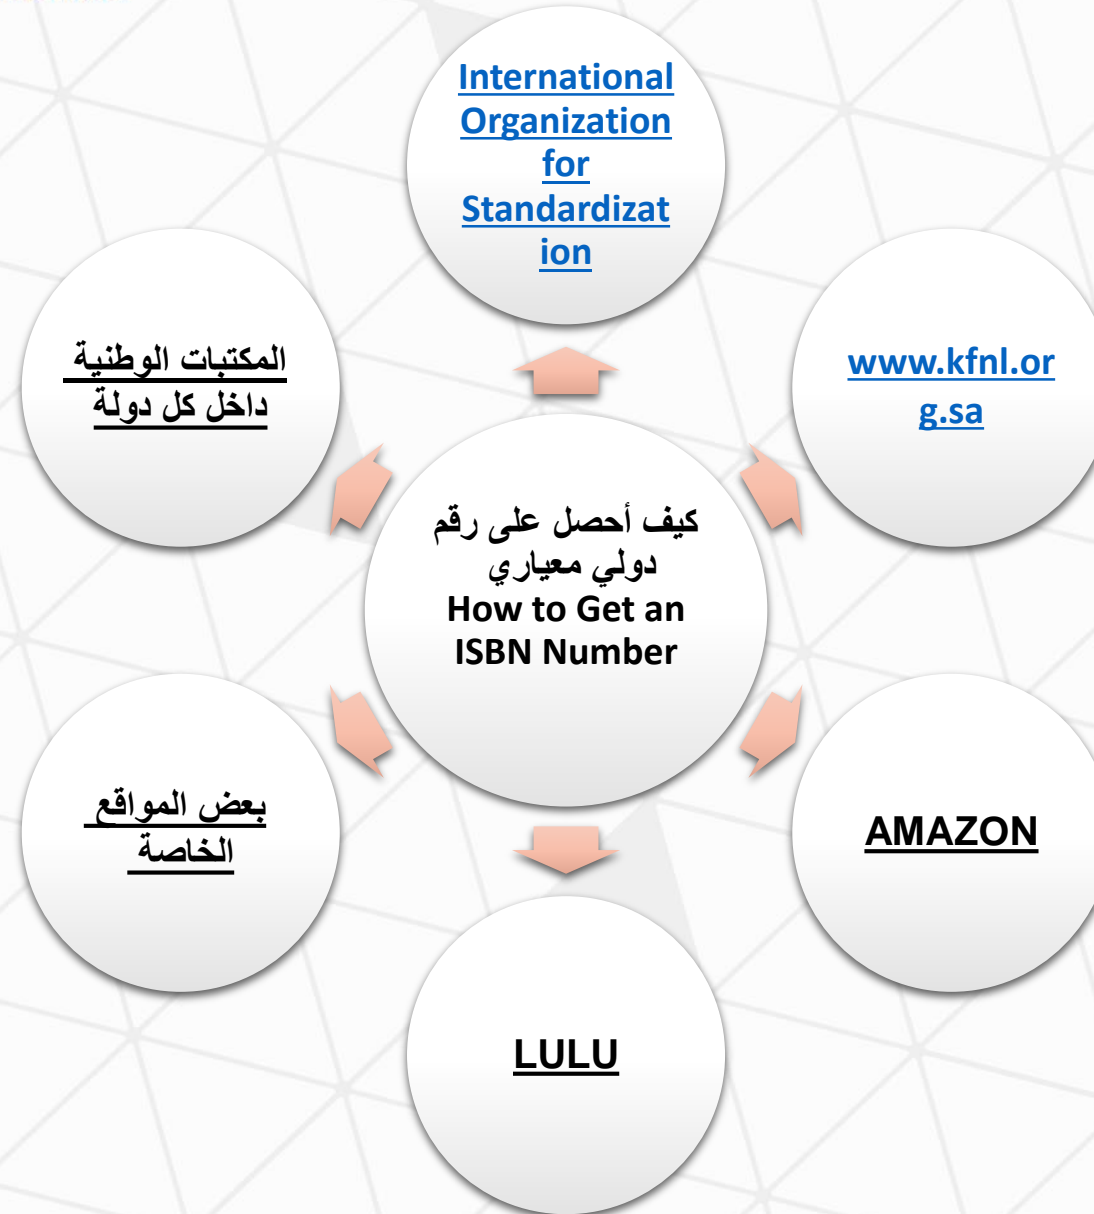 International
Organization
for
Standardizat
ion
www.kfnl.or
g.sa
المكتبات الوطنية
داخل كل دولة
كيف أحصل على رقم
دولي معياري
How to Get an
ISBN Number
AMAZON
بعض المواقع
الخاصة
LULU